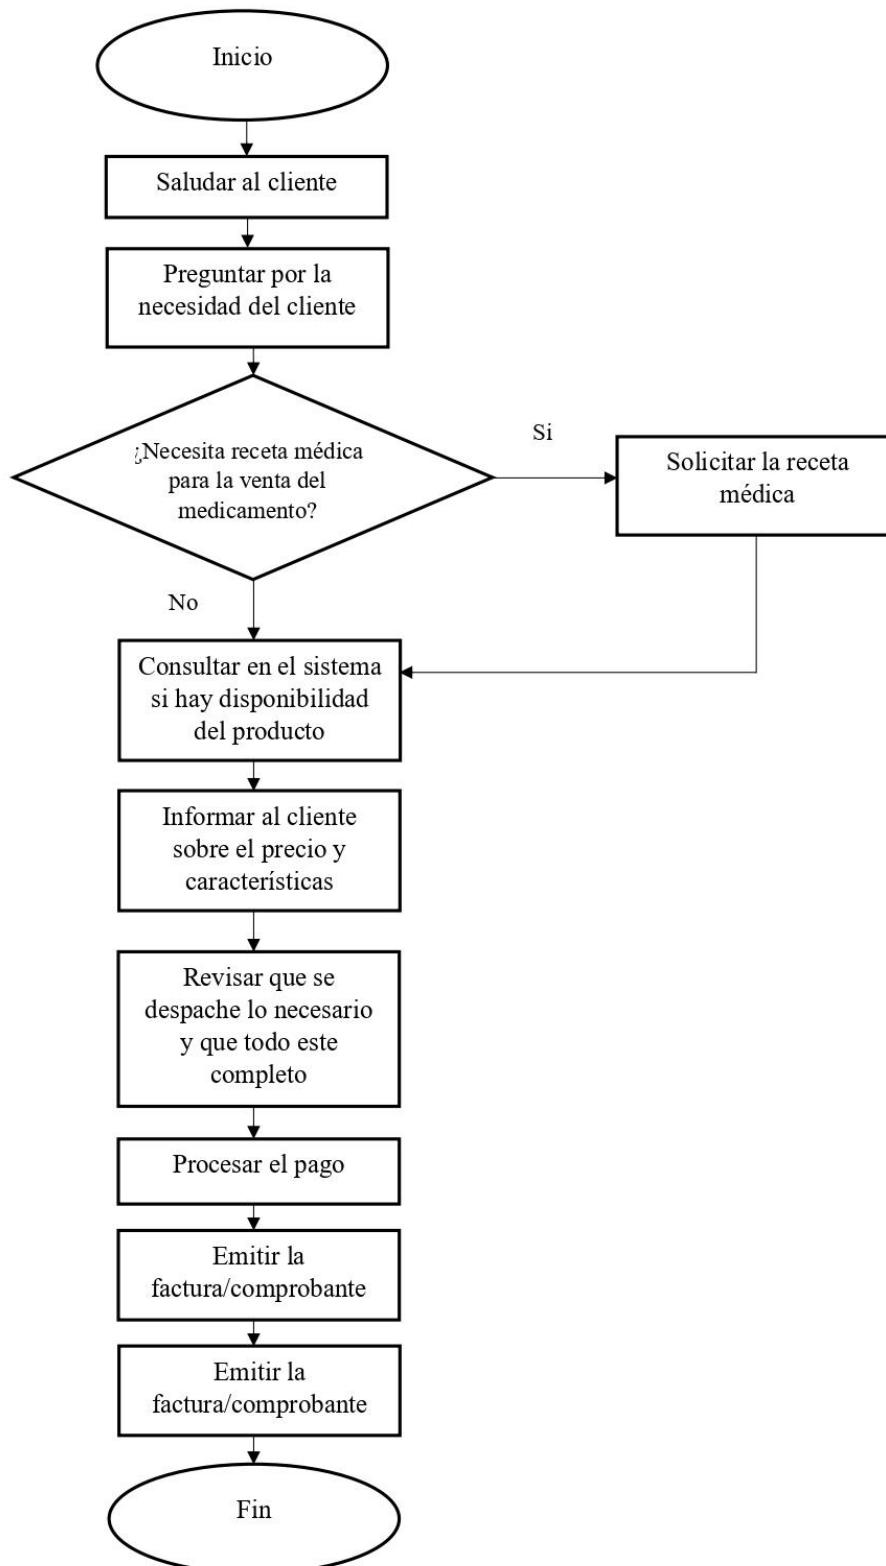 Inicio
Saludar al cliente
Preguntar por la
necesidad del cliente
¿Necesita receta médica
para la venta del
medicamento?
Si
Solicitar la receta
médica
No
Consultar en el sistema
si hay disponibilidad
del producto
Informar al cliente
sobre el precio y
característísticas
Revisar que se
despache lo necesario
y que todo este
completo
Procesar el pago
Emitir la
factura/comprobante
Emitir la
factura/comprobante
Fin